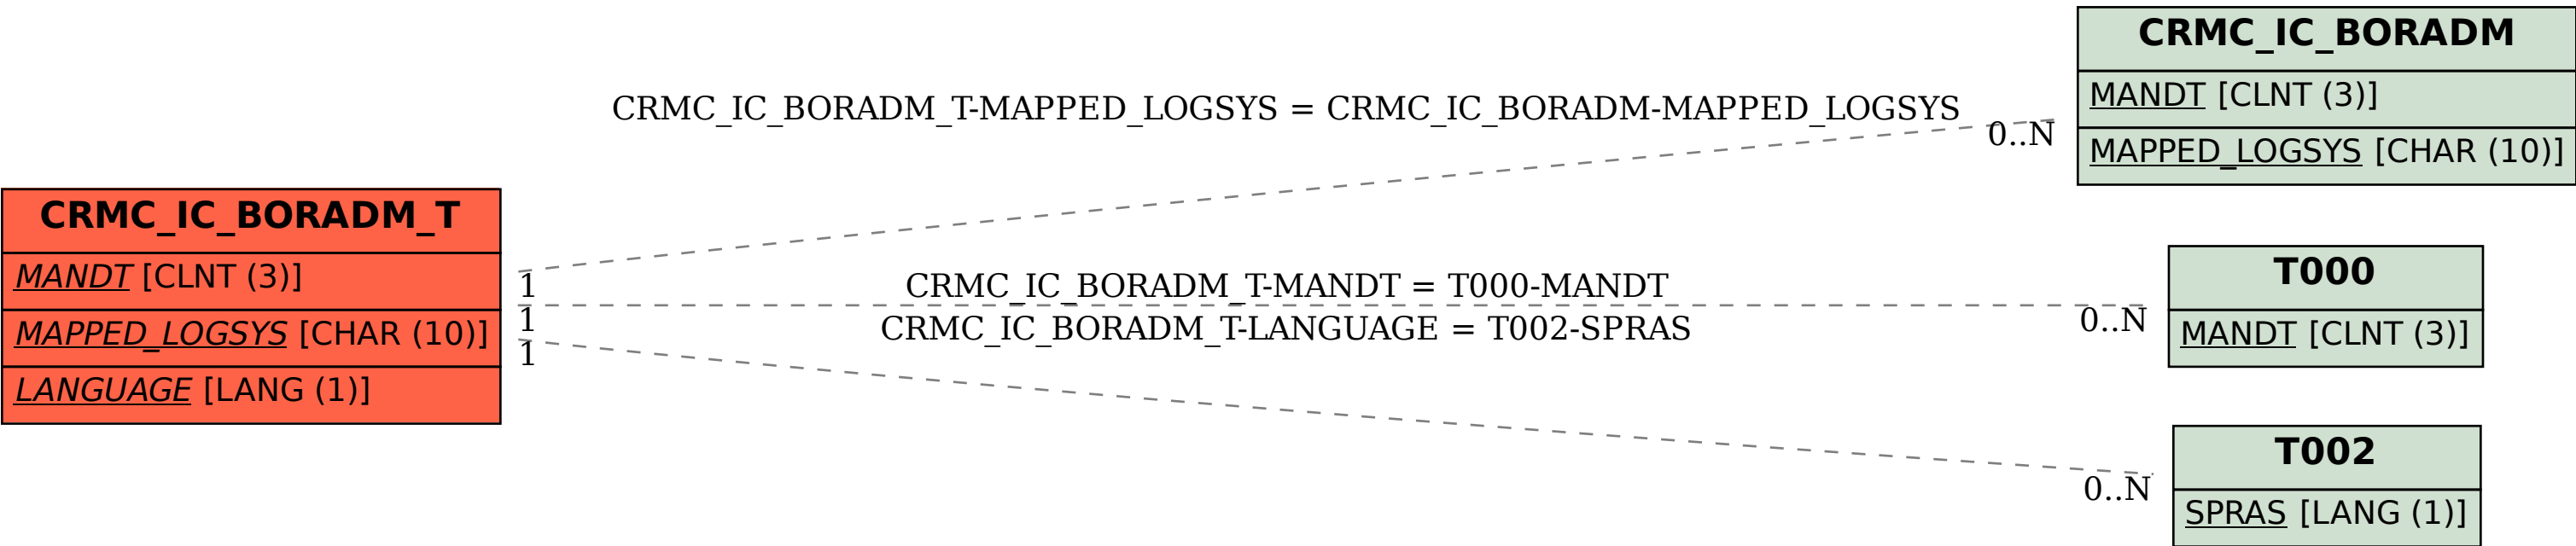 CRMC_IC_BORADM_T
MANDT [CLNT (3)]
MAPPED_LOGSYS [CHAR (10)]
LANGUAGE [LANG (1)]
CRMC_IC_BORADM_T-MAPPED_LOGSYS = CRMC_IC_BORADM-MAPPED_LOGSYS
0..N
1
CRMC_IC_BORADM_T-MANDT = T000-MANDT
0..N
1
CRMC_IC_BORADM_T-LANGUAGE = T002-SPRAS
0..N
1
CRMC_IC_BORADM
MANDT [CLNT (3)]
MAPPED_LOGSYS [CHAR (10)]
T000
MANDT [CLNT (3)]
T002
SPRAS [LANG (1)]